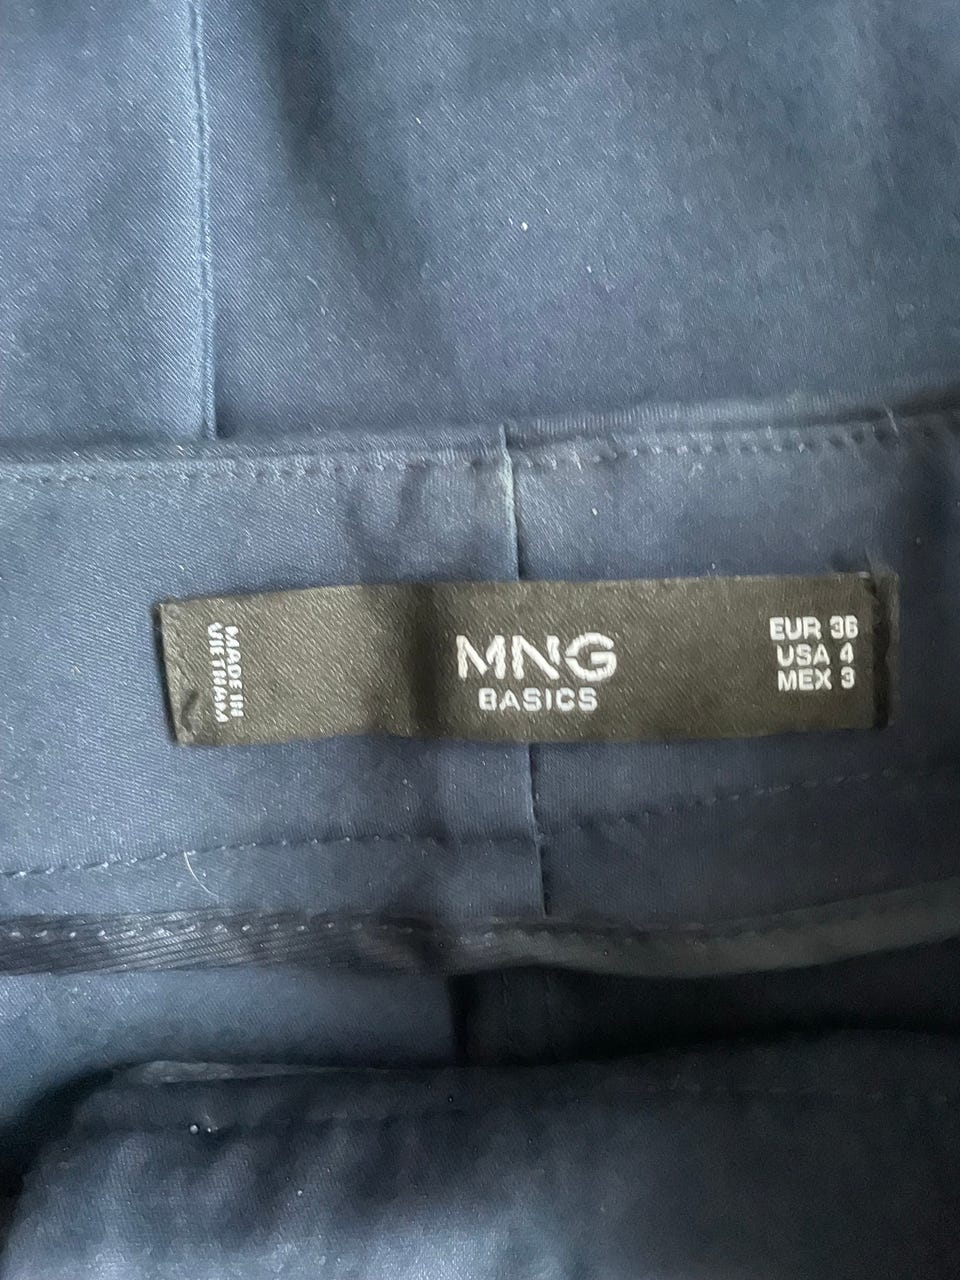 MADE IN
VIETNAM
MNG
BASICS
EUR 36
USA 4
MEX 3